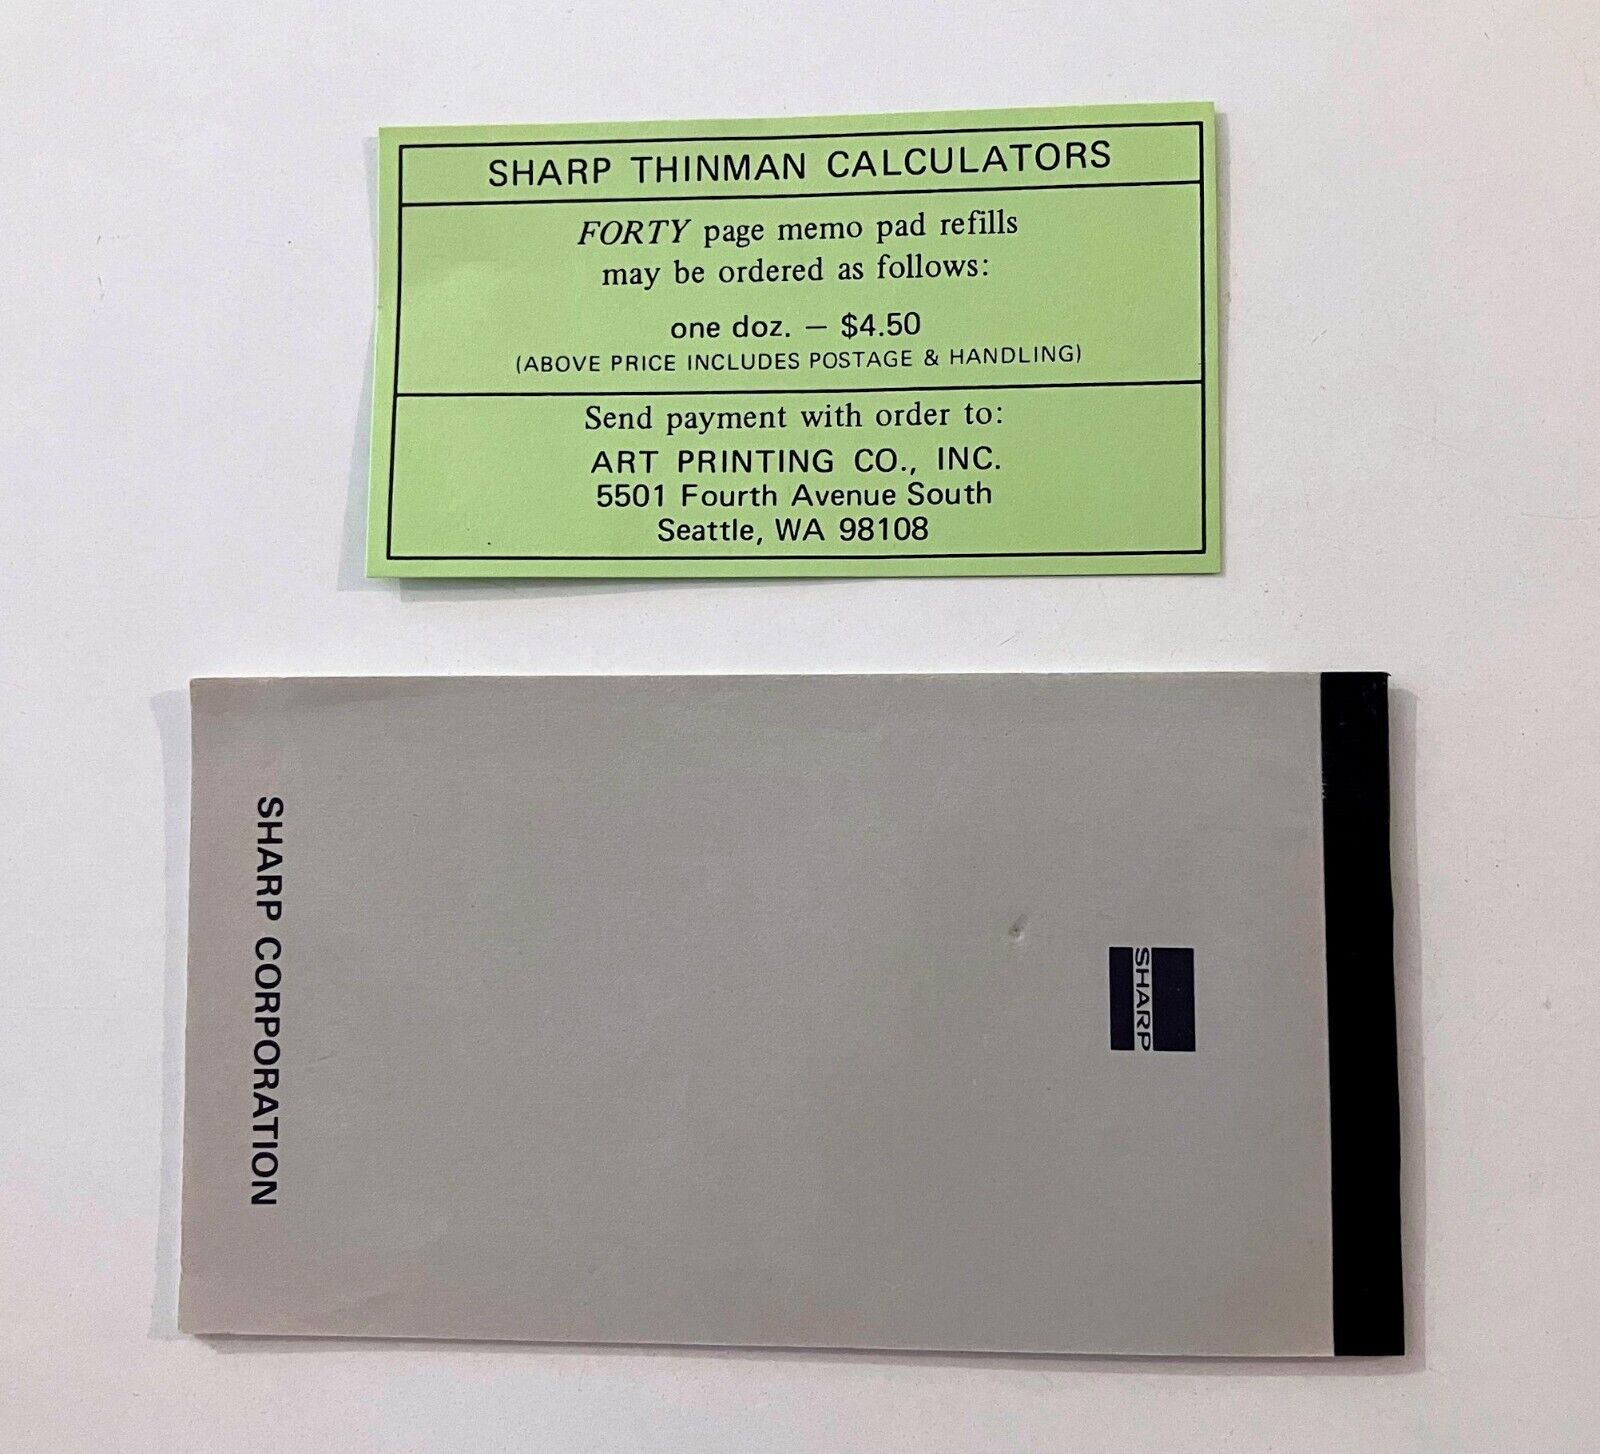 SHARP THINMAN CALCULATORS
FORTY page memo pad refills
may be ordered as follows:
one doz. — $4.50
(ABOVE PRICE INCLUDES POSTAGE & HANDLING)
Send payment with order to:
ART PRINTING CO., INC.
5501 Fourth Avenue South
Seattle, WA 98108
SHARP
SHARP CORPORATION